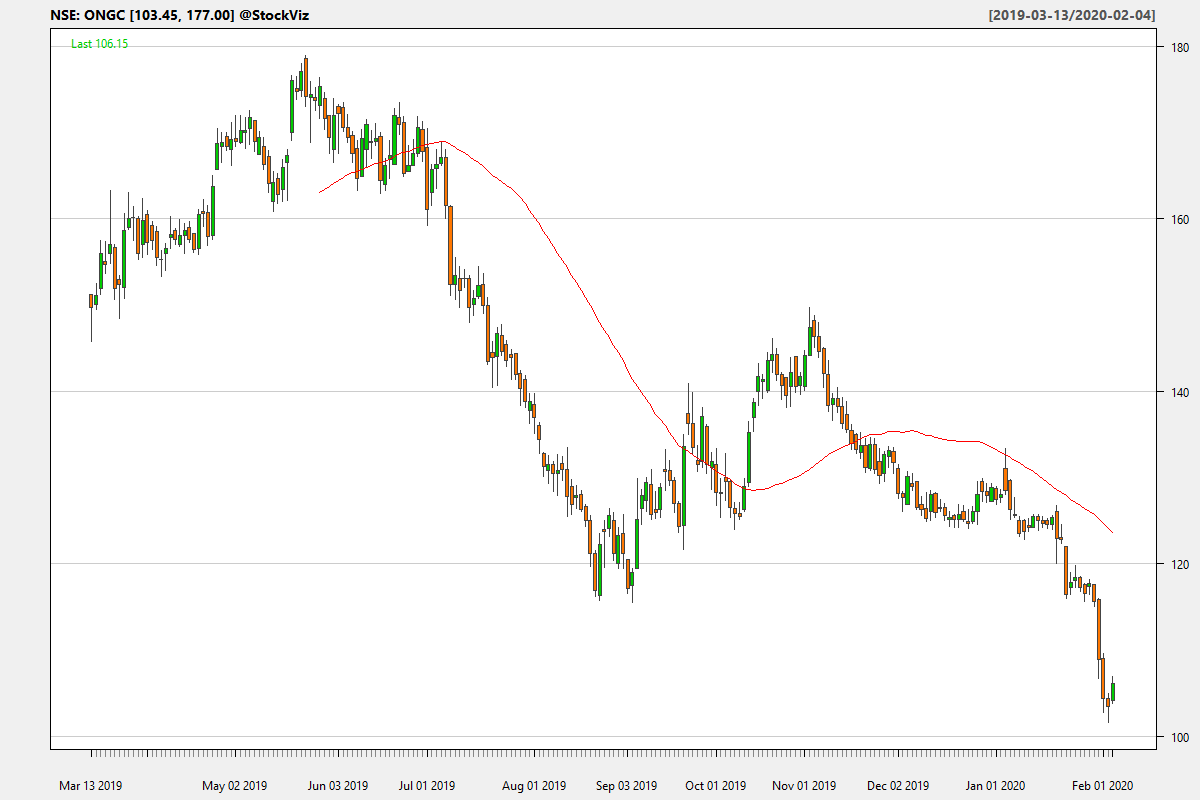 NSE: ONGC [103.45, 177.00] @StockViz
[2019-03-13/2020-02-04]
Last 106.15
180
160
140
120
100
Mar 13 2019 May 02 2019 Jun 03 2019 Jul 01 2019 Aug 01 2019 Sep 03 2019 Oct 01 2019 Nov 01 2019 Dec 02 2019 Jan 01 2020 Feb 01 2020